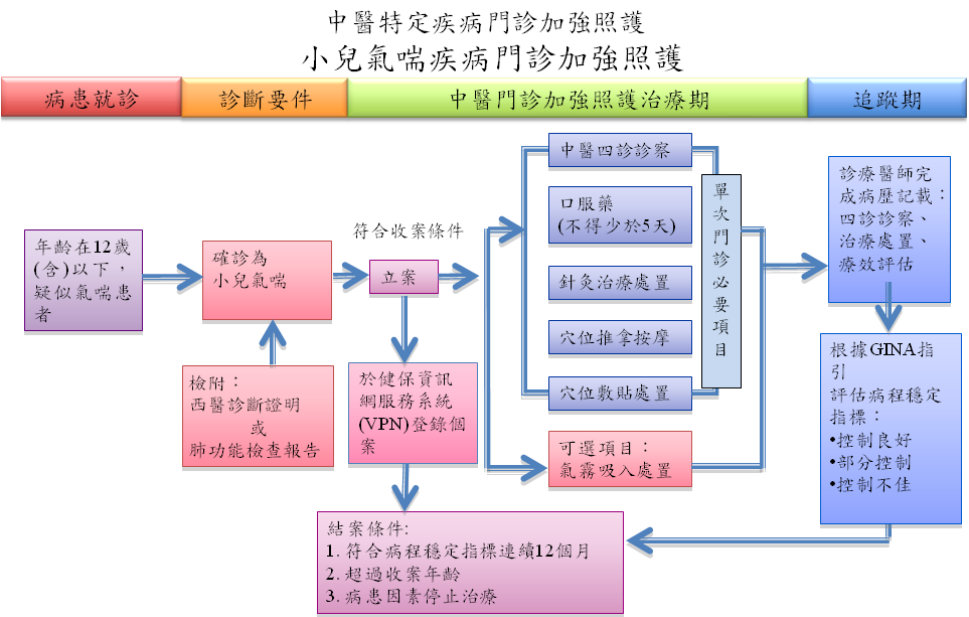 中醫特定疾病門診加強照護
小兒氣喘疾病門診加強照護
病患就診
診斷要件
中醫門診加強照護治療期
追蹤期
年齡在12歲
(含)以下，
疑似氣喘患
者
確診為
小兒氣喘
檢附：
西醫診斷證明
或
肺功能檢查報告
符合收案條件
立案
於健保資訊
網服務系統
(VPN)登錄個
案
中醫四診診察
口服藥
(不得少於5天)
針灸治療處置
穴位推拿按摩
穴位敷貼處置
單次門診必要項目
可選項目：
氣霧吸入處置
診療醫師完
成病歷記載：
四診診察、
治療處置、
療效評估
根據GINA指
引
評估病程穩定
指標：
•控制良好
•部分控制
•控制不佳
結案條件:
1. 符合病程穩定指標連續12個月
2. 超過收案年齡
3. 病患因素停止治療